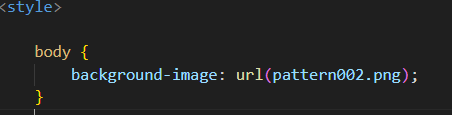 <style>
body {
background-image: url(pattern002.png);
}